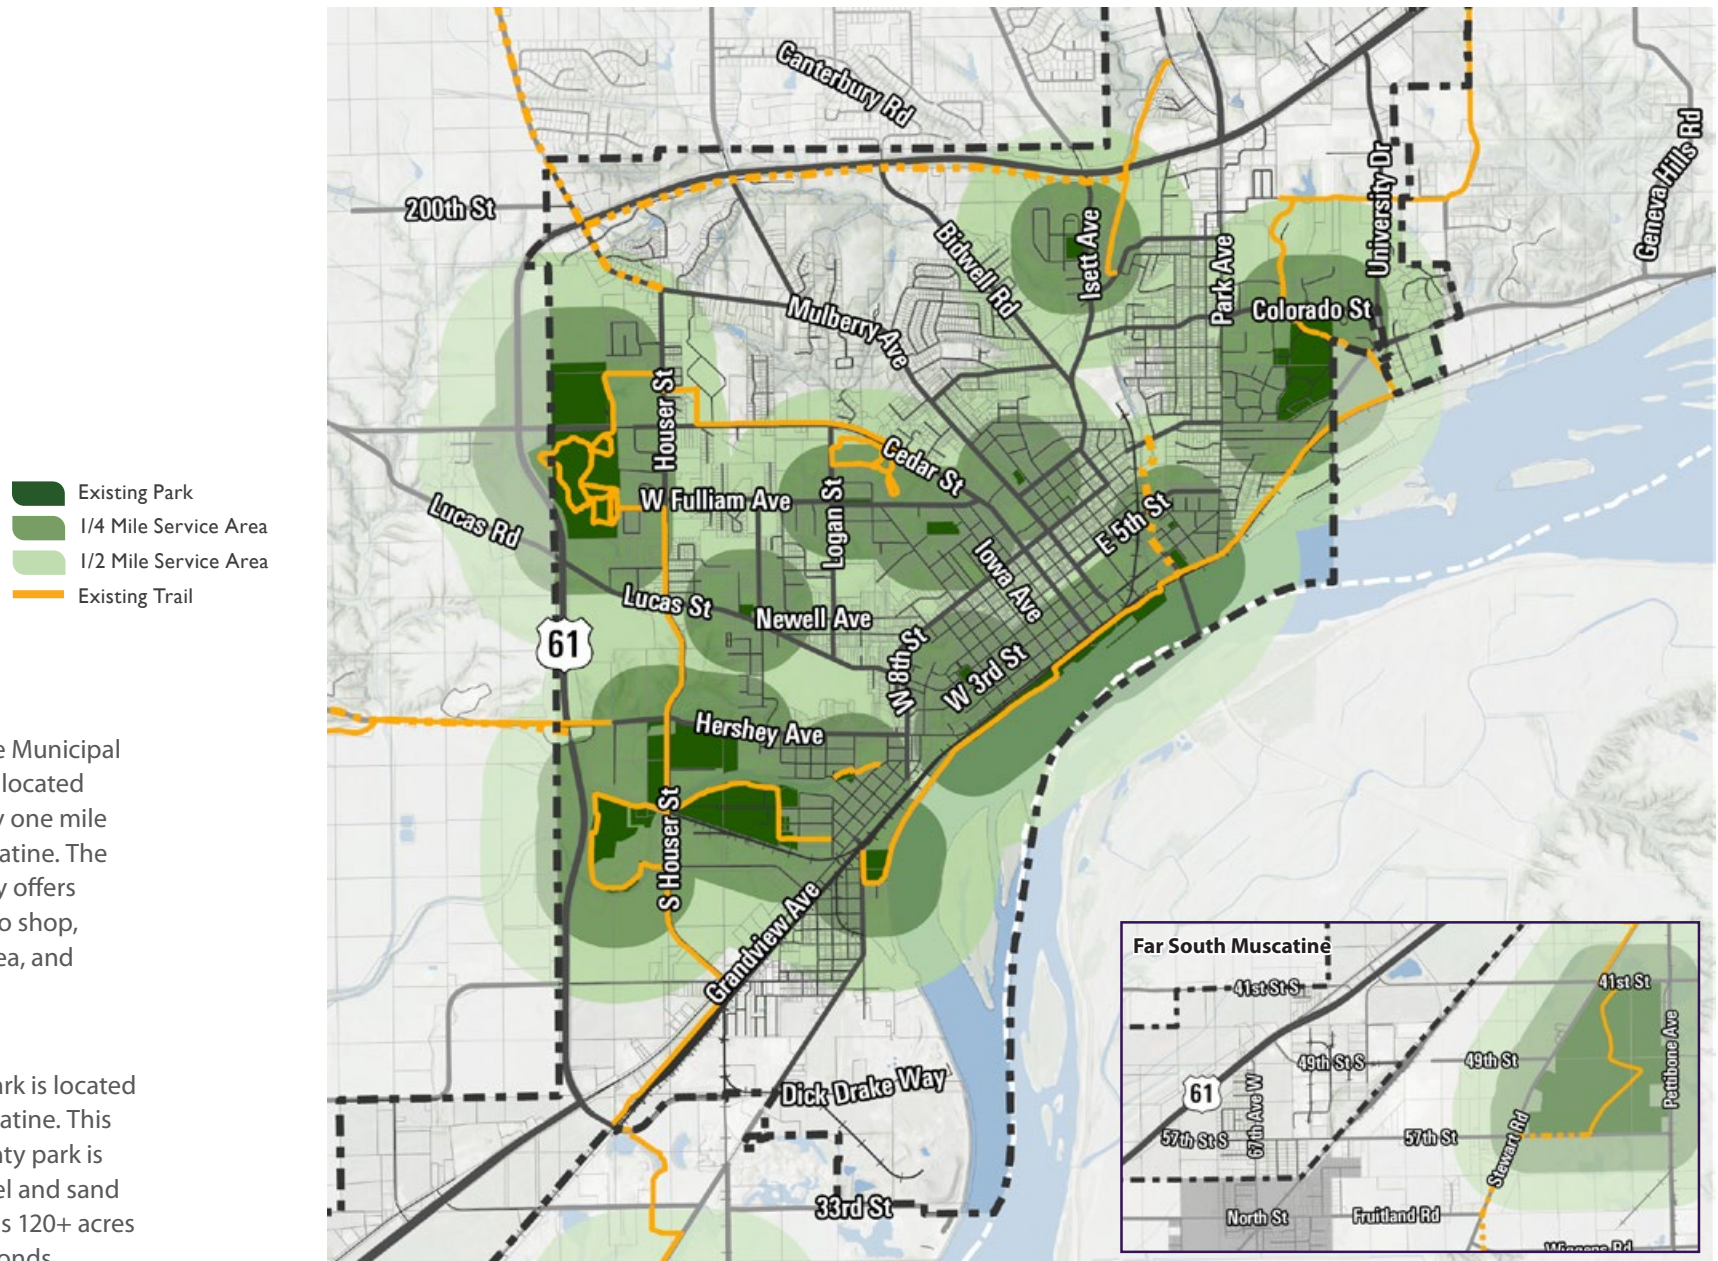 Existing Park
1/4 Mile Service Area
1/2 Mile Service Area
Existing Trail
e Municipal
located
y one mile
atine. The
y offers
o shop,
ea, and
ark is located
atine. This
nty park is
el and sand
s 120+ acres
onds
Canterbury Rd
200th St
Geneva Hills Rd
University Dr
Isett Ave
Park Ave
Bidwell Rd
Mulberry Ave
Colorado St
Houser St
Cedar St
W Fulliam Ave
Logan St
Lucas Rd
E 5th St
Iowa Ave
Lucas St
Newell Ave
61
W 8th St
W 3rd St
Hershey Ave
S Houser St
Grandview Ave
Dick Drake Way
33rd St
Far South Muscatine
41st St S
41st St
49th St S
49th St
61
67th Ave W
Pettibone Ave
57th St S
57th St
Stewart Rd
North St
Fruitland Rd
Wiggens Rd